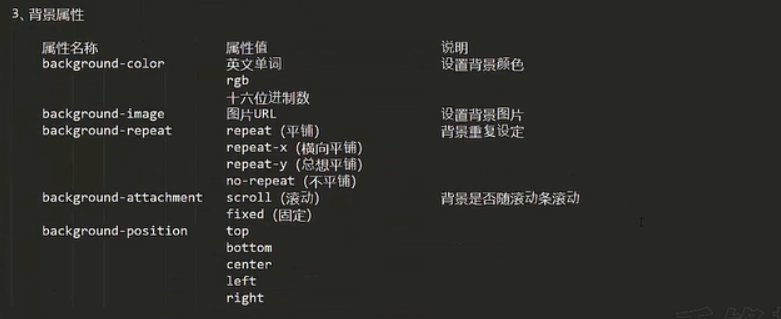 3、背景属性
属性名称 属性值 说明
background-color 英文单词 设置背景颜色
rgb
十六位进制数
background-image 图片URL 设置背景图片
background-repeat repeat (平铺) 背景重复设定
repeat-x (横向平铺)
repeat-y (总想平铺)
no-repeat (不平铺)
background-attachment scroll (滚动) 背景是否随滚动条滚动
fixed (固定)
background-position top
bottom
center
left
right